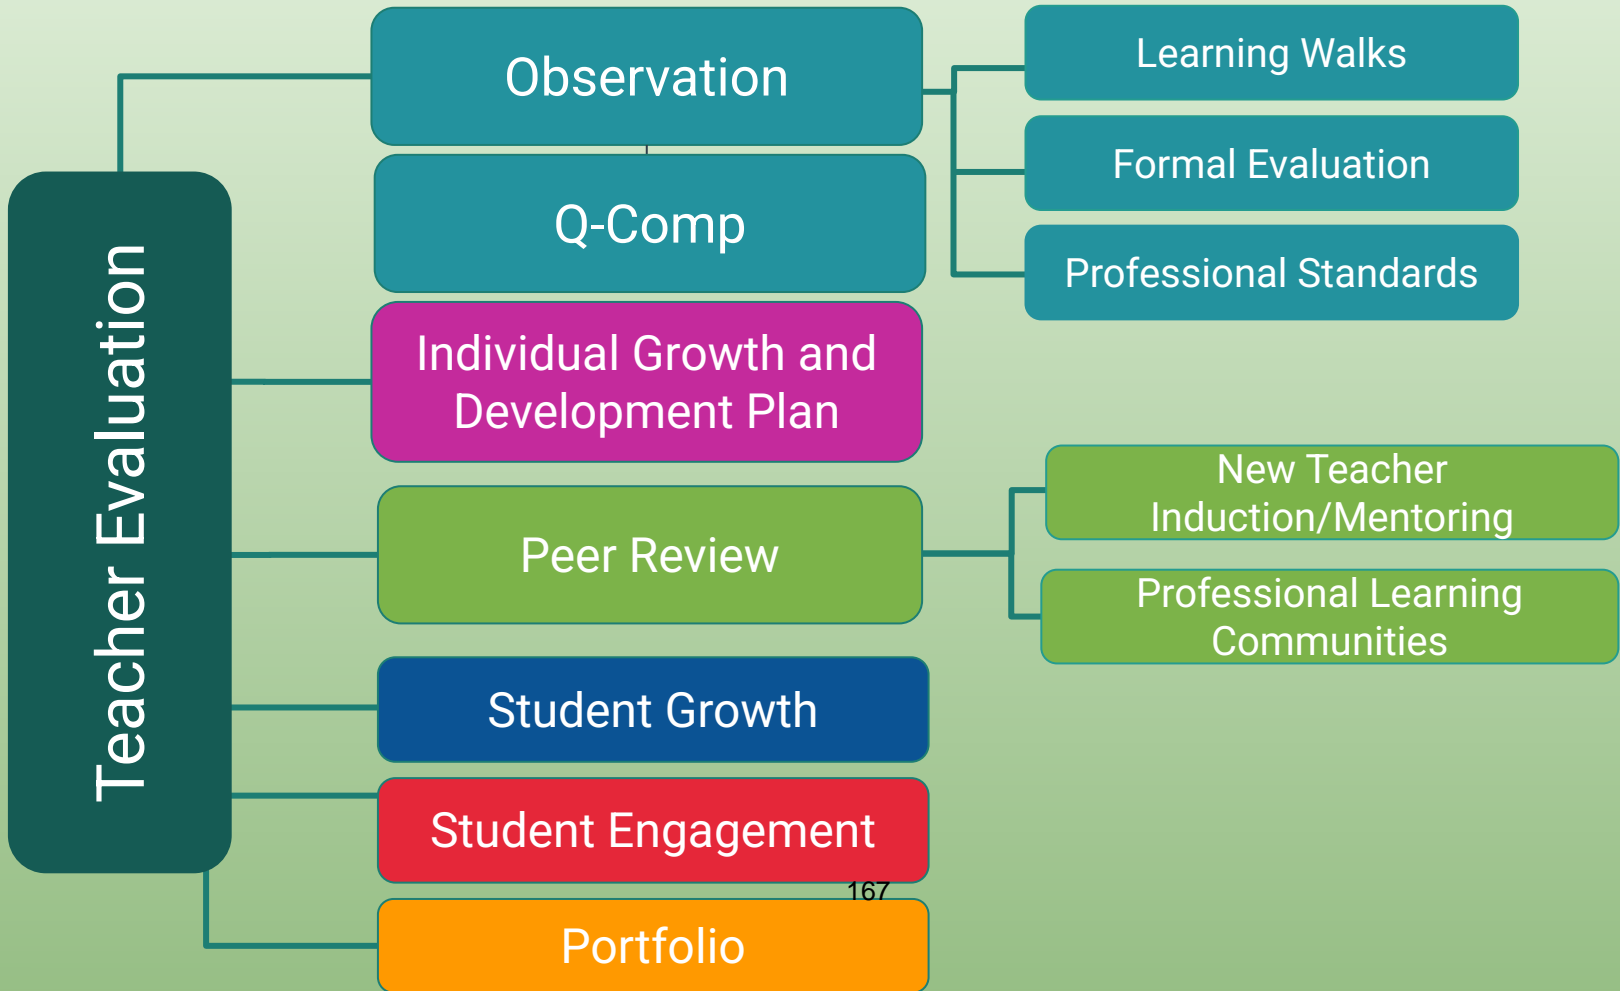 Teacher Evaluation
Observation
Q-Comp
Individual Growth and
Development Plan
Peer Review
Student Growth
Student Engagement
Portfolio
Learning Walks
Formal Evaluation
Professional Standards
New Teacher
Induction/Mentoring
Professional Learning
Communities
167